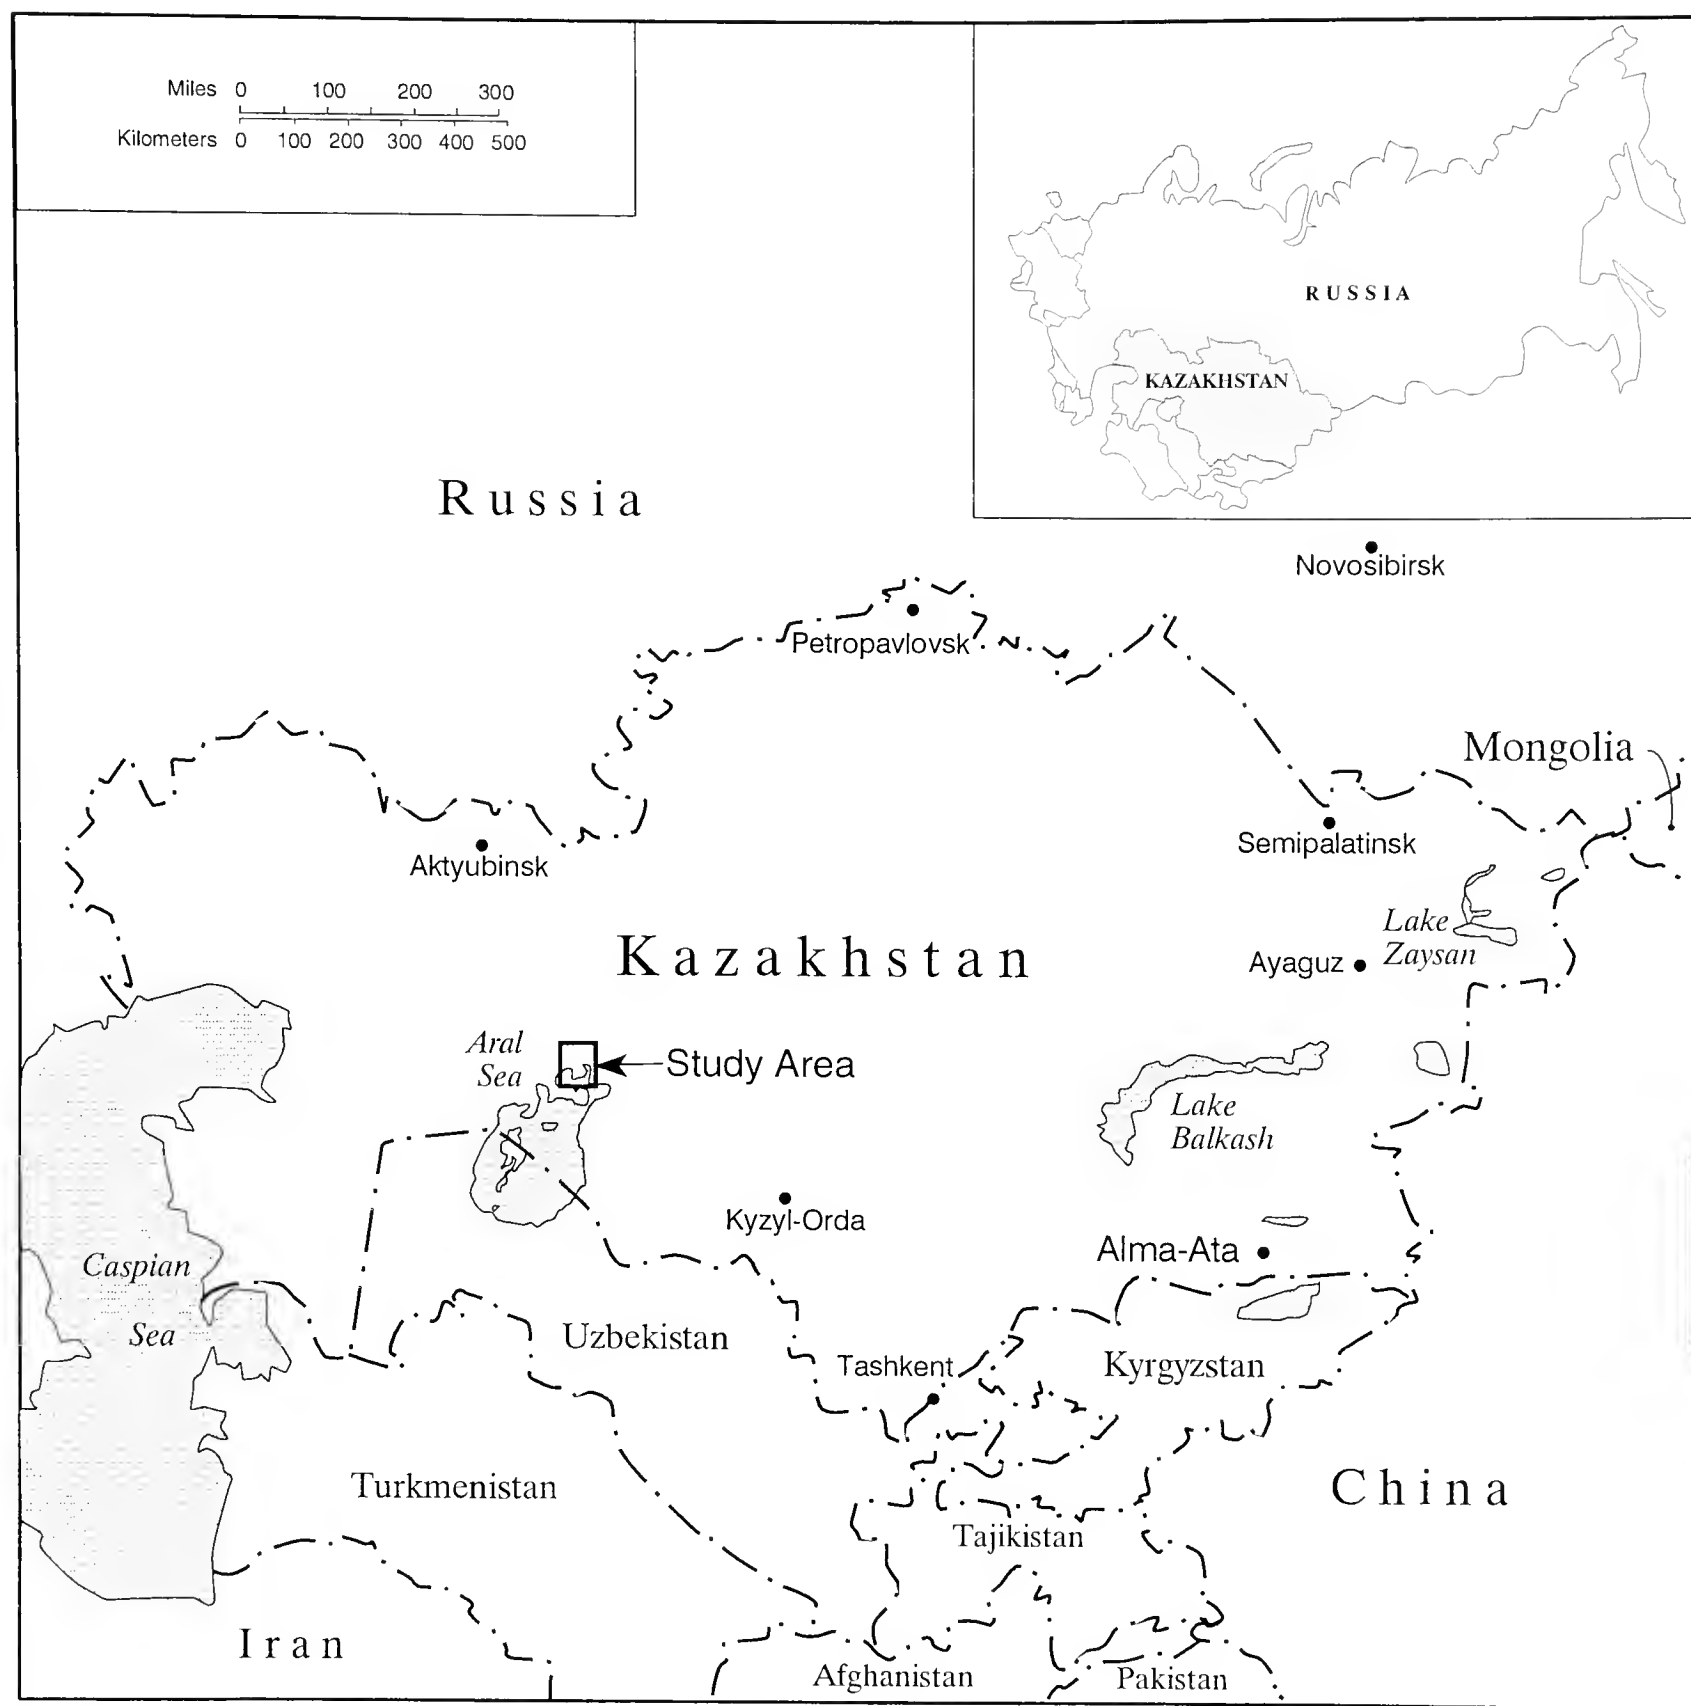 Miles 0 100 200 300
Kilometers 0 100 200 300 400 500
RUSSIA
KAZAKHSTAN
Russia
Novosibirsk
Petropavlovsk
Mongolia
Semipalatinsk
Aktyubinsk
Lake
Zaysan
Kazakhstan
Ayaguz
Aral
Sea
Study Area
Lake
Balkash
Kyzyl-Orda
Alma-Ata
Caspian
Sea
Uzbekistan
Tashkent
Kyrgyzstan
Turkmenistan
China
Tajikistan
Iran
Afghanistan
Pakistan